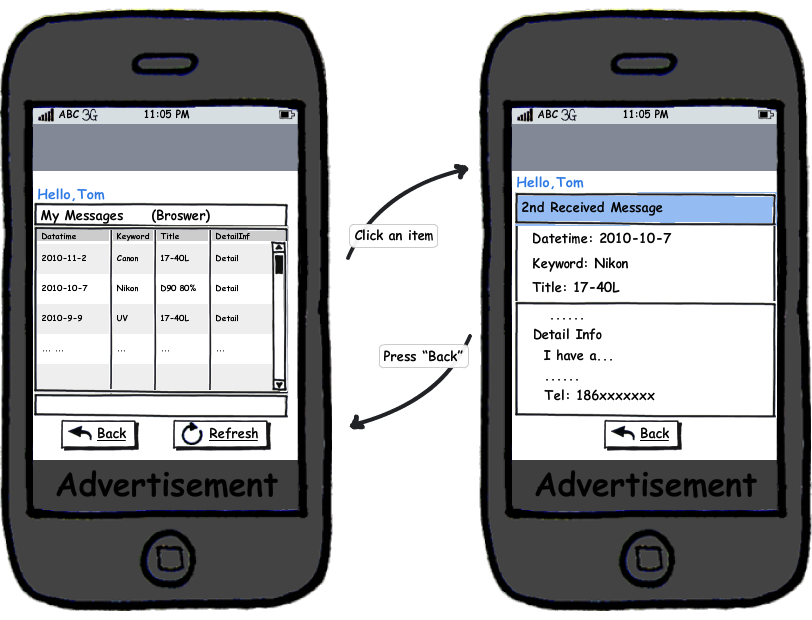 ABC 3G 11:05 PM
Hello,Tom
My Messages (Broswer)
Datatime Keyword Title DetailInf
2010-11-2 Canon 17-40L Detail
2010-10-7 Nikon D90 80% Detail
2010-9-9 UV 17-40L Detail
... ... ... ... ...
Back Refresh
Advertisement
Click an item
Press “Back”
ABC 3G 11:05 PM
Hello,Tom
2nd Received Message
Datetime: 2010-10-7
Keyword: Nikon
Title: 17-40L
......
Detail Info
I have a...
......
Tel: 186xxxxxxx
Back
Advertisement